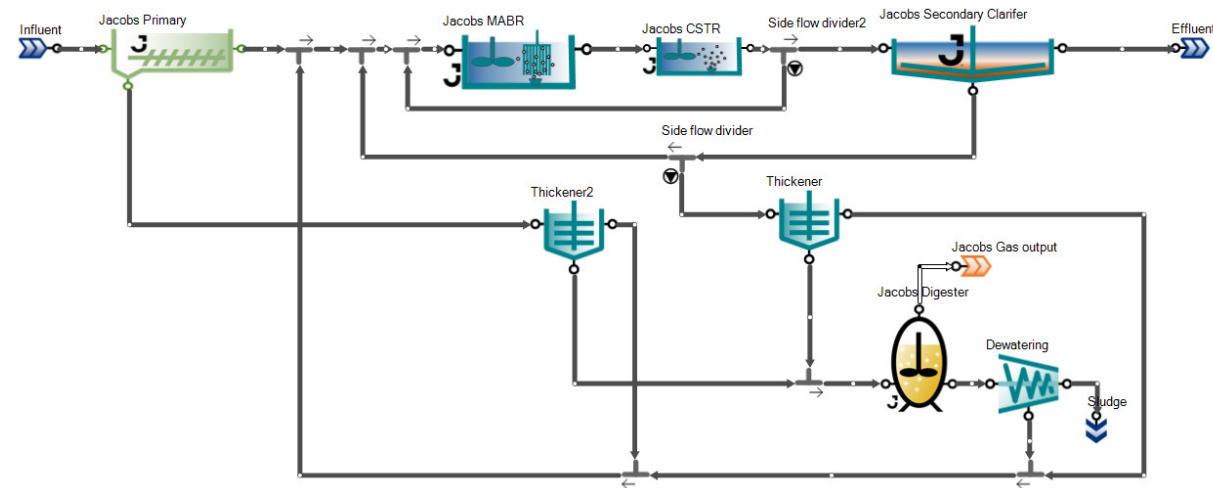 Jacobs Primary
Influent
Jacobs MABR
Jacobs CSTR
Side flow divider2
Jacobs Secondary Clarifer
Effluent
Side flow divider
Thickener2
Thickener
Jacobs Gas output
Jacobs Digester
Dewatering
Sludge